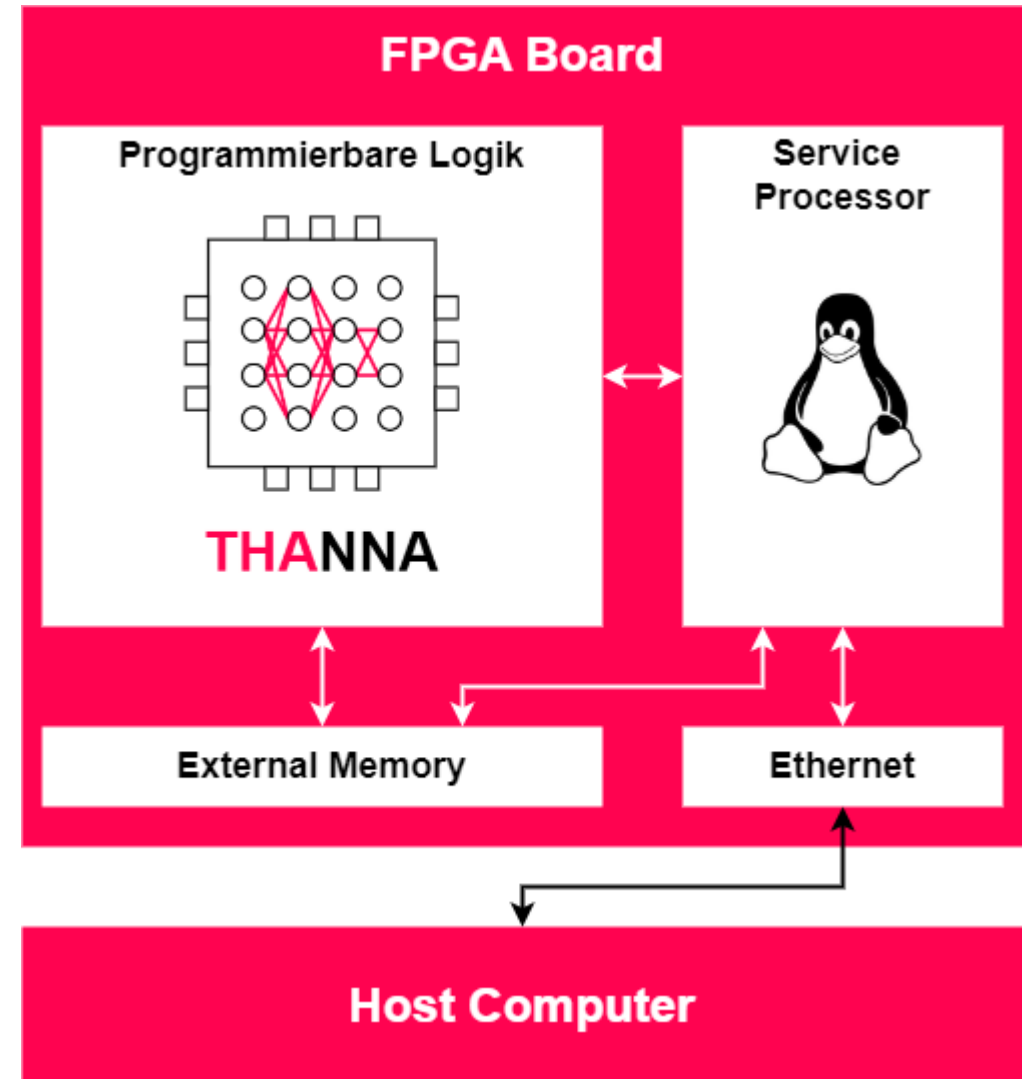 FPGA Board
Programmierbare Logik
Service
Processor
THANNA
External Memory
Ethernet
Host Computer